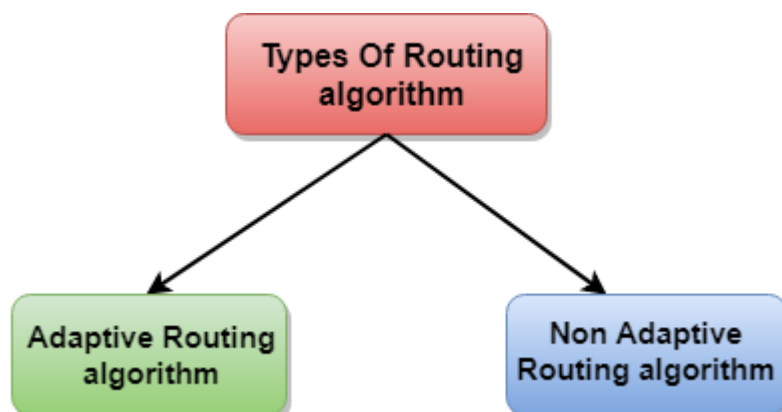 Types Of Routing
algorithm
Adaptive Routing
algorithm
Non Adaptive
Routing algorithm